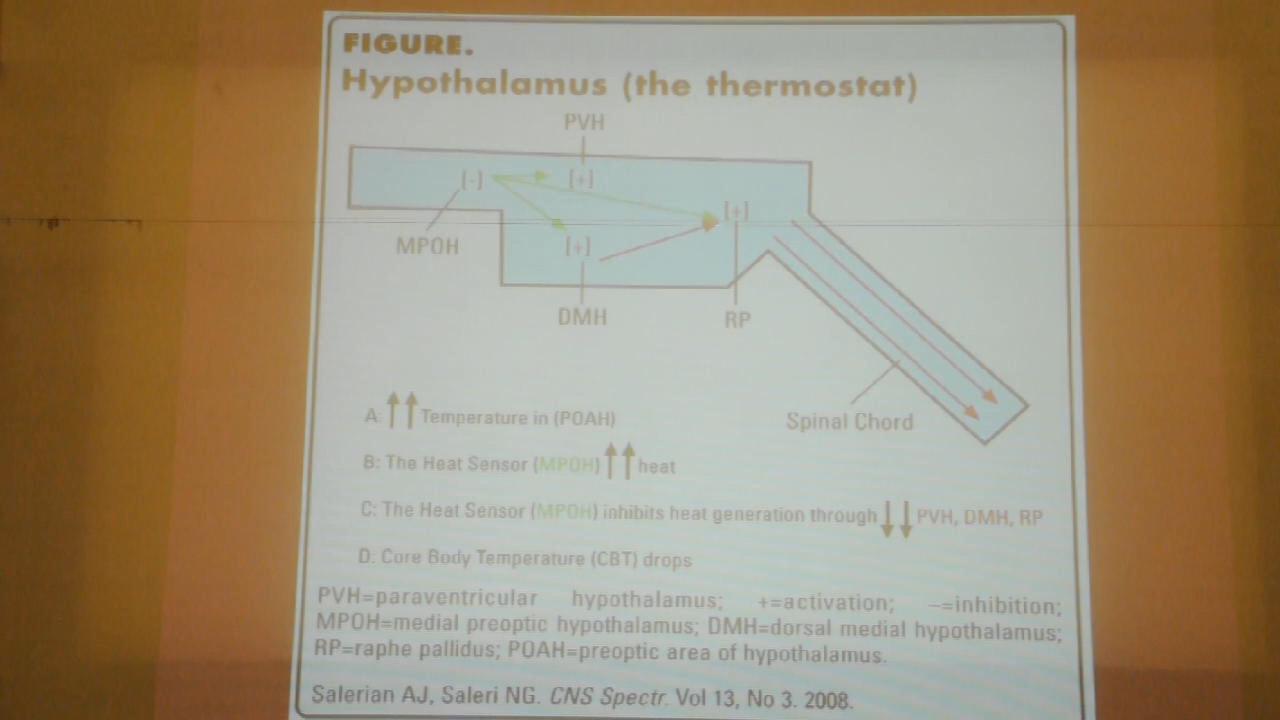 FIGURE.
Hypothalamus (the thermostat)
PVH
[-] [+]
[+]
MPOH [+]
DMH RP
A: ↑↑ Temperature in (POAH)
Spinal Chord
B: The Heat Sensor (MPOH) ↑↑ heat
C: The Heat Sensor (MPOH) inhibits heat generation through ↓↓ PVH, DMH, RP
D: Core Body Temperature (CBT) drops
PVH=paraventricular hypothalamus; +=activation; –=inhibition;
MPOH=medial preoptic hypothalamus; DMH=dorsal medial hypothalamus;
RP=raphe pallidus; POAH=preoptic area of hypothalamus.
Salerian AJ, Saleri NG. CNS Spectr. Vol 13, No 3. 2008.